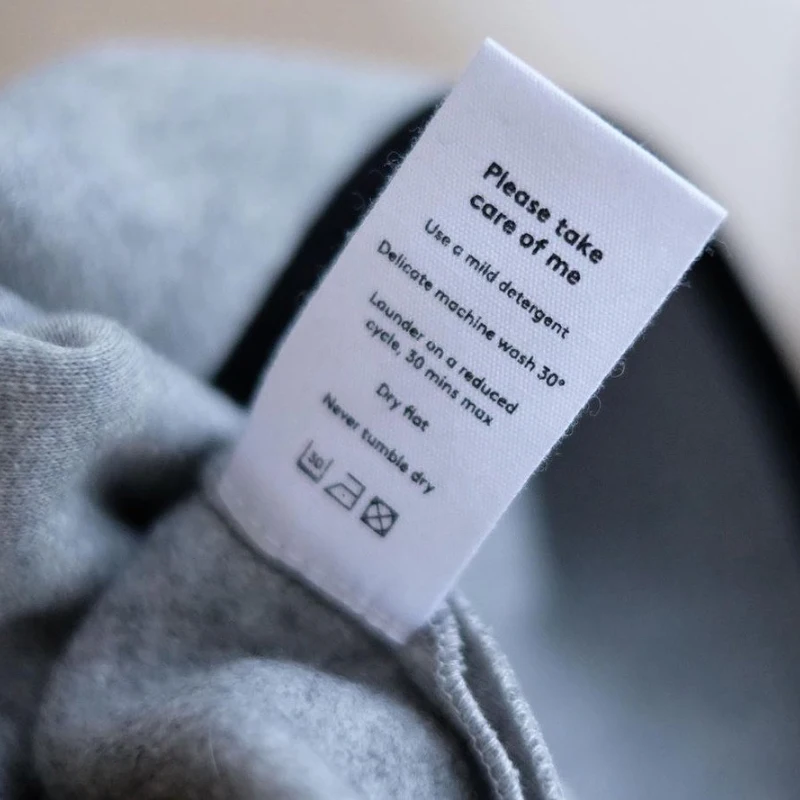 Please take
care of me
Use a mild detergent
Delicate machine wash 30°
Launder on a reduced
cycle, 30 mins max
Dry flat
Never tumble dry
30